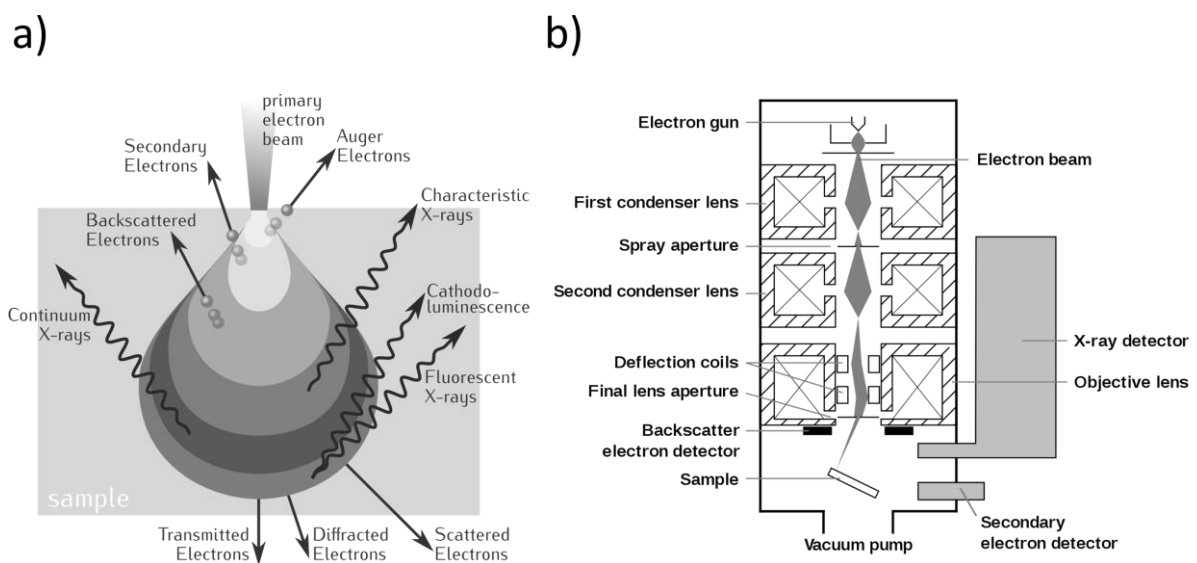 a)
primary
electron
beam
Secondary
Electrons
Auger
Electrons
Characteristic
X-rays
Backscattered
Electrons
Cathodo-
luminescence
Continuum
X-rays
Fluorescent
X-rays
sample
Transmitted
Electrons
Diffracted
Electrons
Scattered
Electrons
b)
Electron gun
Electron beam
First condenser lens
Spray aperture
Second condenser lens
X-ray detector
Deflection coils
Objective lens
Final lens aperture
Backscatter
electron detector
Sample
Secondary
electron detector
Vacuum pump